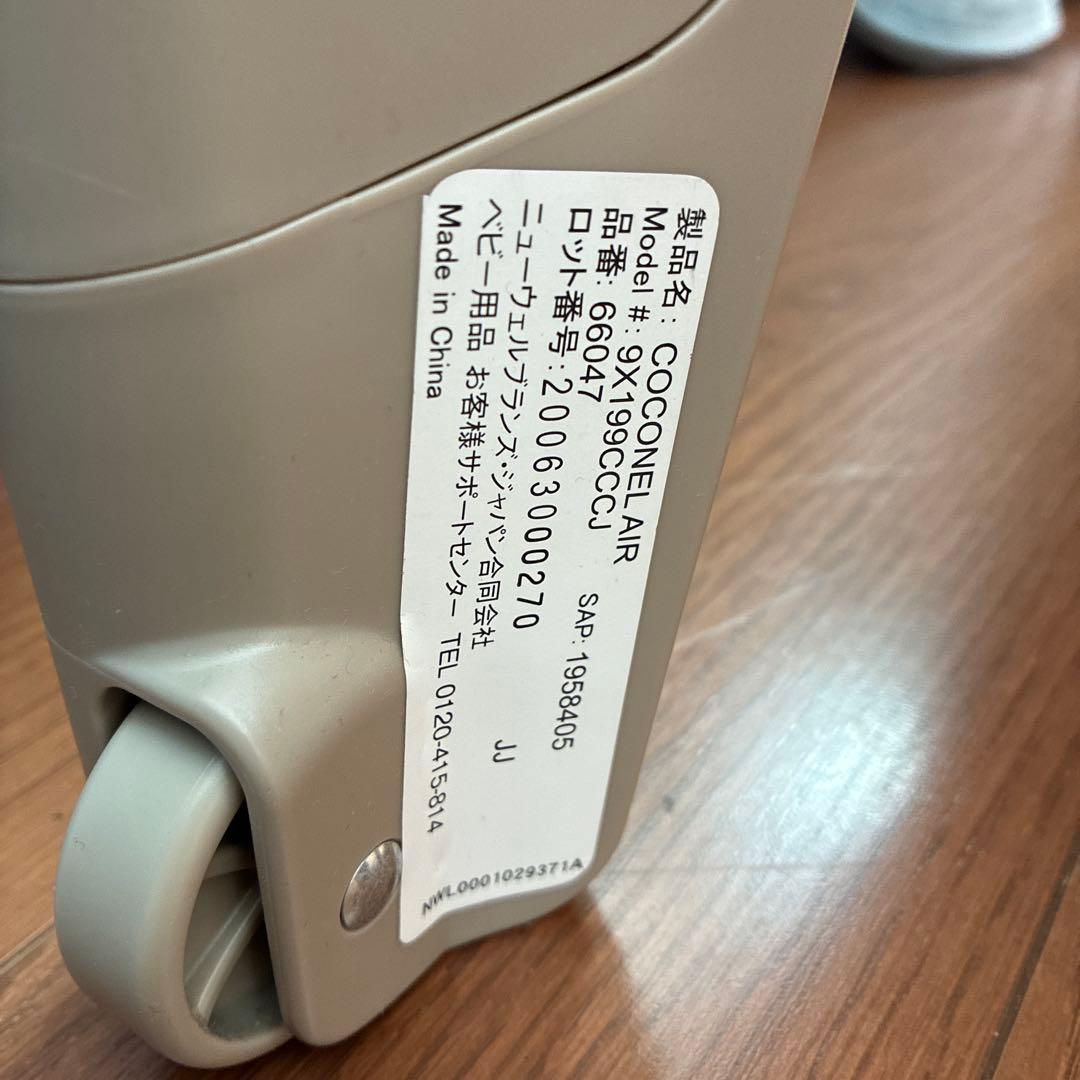 製品名: COCONEL AIR
Model #: 9X199CCCJ
品番: 66047 SAP: 1958405
ロット番号: 20063000270
ニューウェルブランズ・ジャパン合同会社 JJ
ベビー用品 お客様サポートセンター TEL 0120-415-814
Made in China
NWL0001029371A